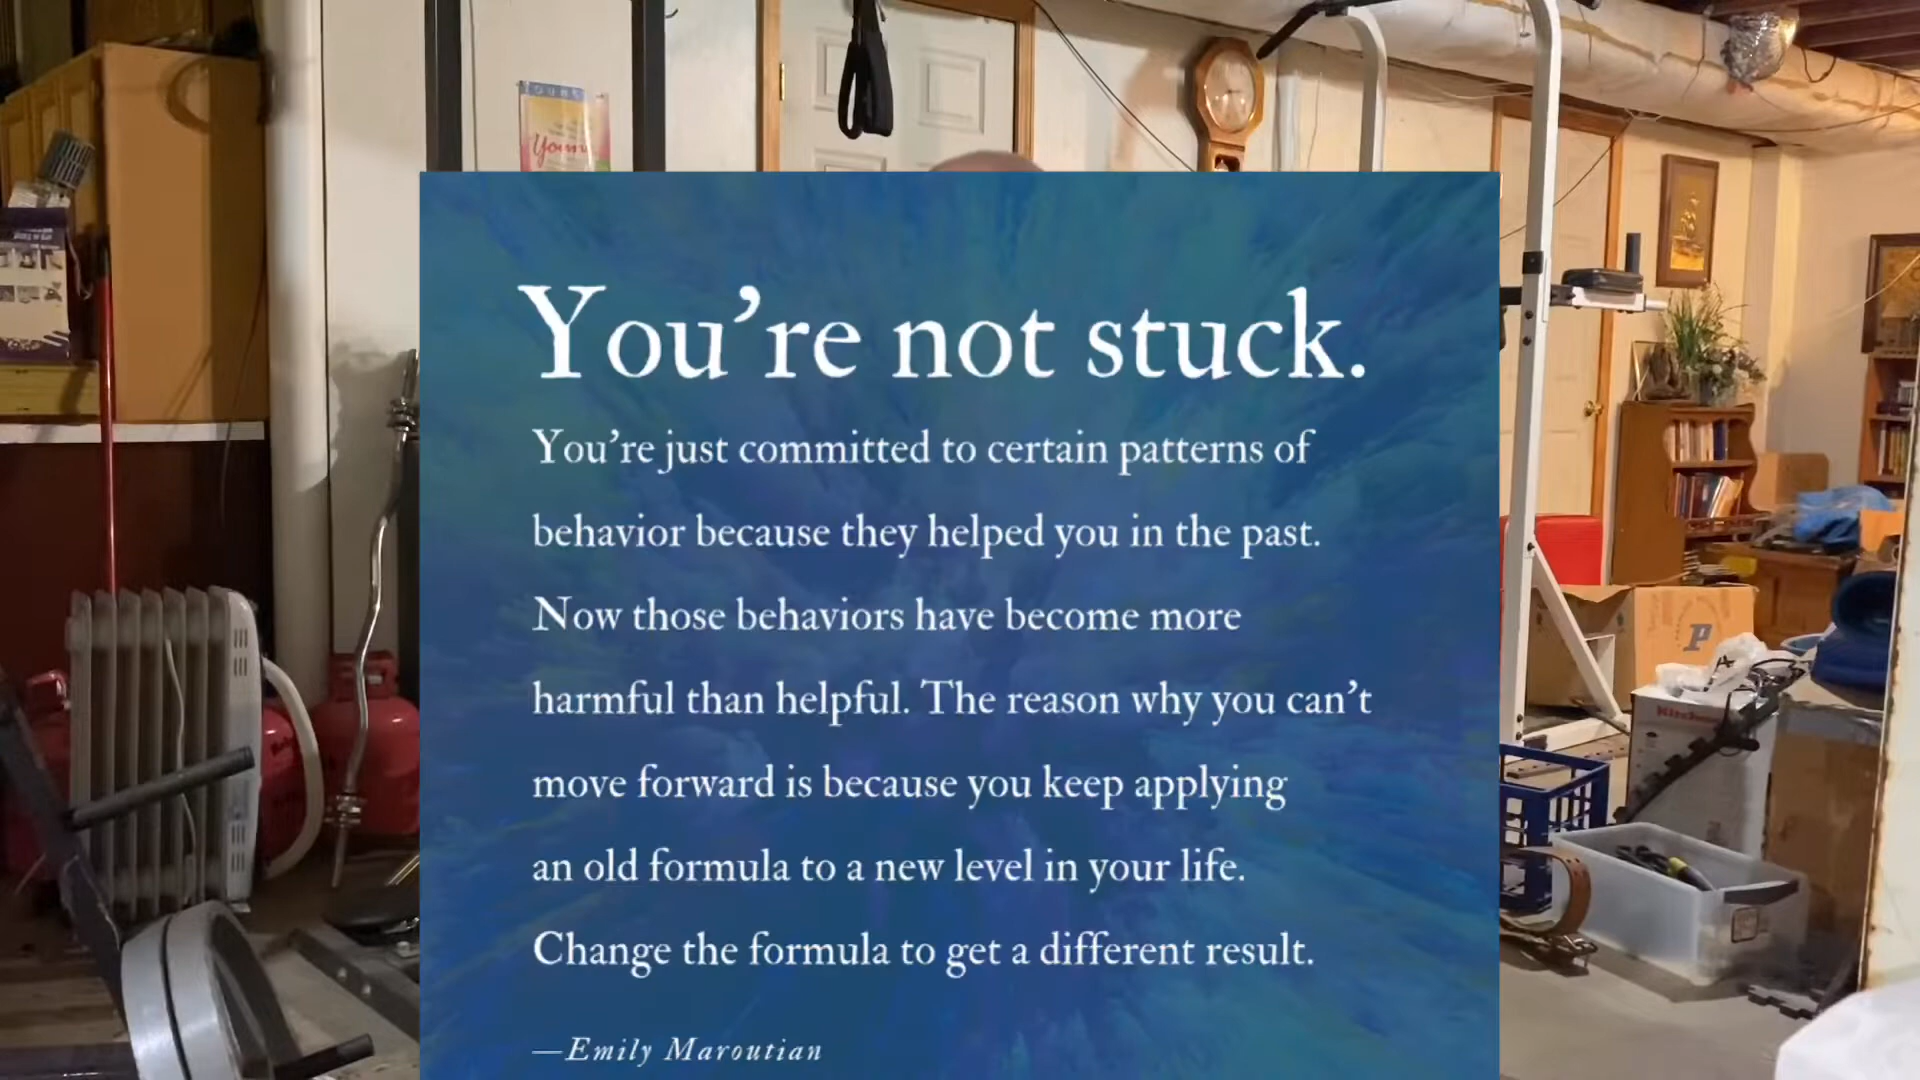 Young
You're not stuck.
You're just committed to certain patterns of
behavior because they helped you in the past.
Now those behaviors have become more
harmful than helpful. The reason why you can't
move forward is because you keep applying
an old formula to a new level in your life.
Change the formula to get a different result.
—Emily Maroutian
P